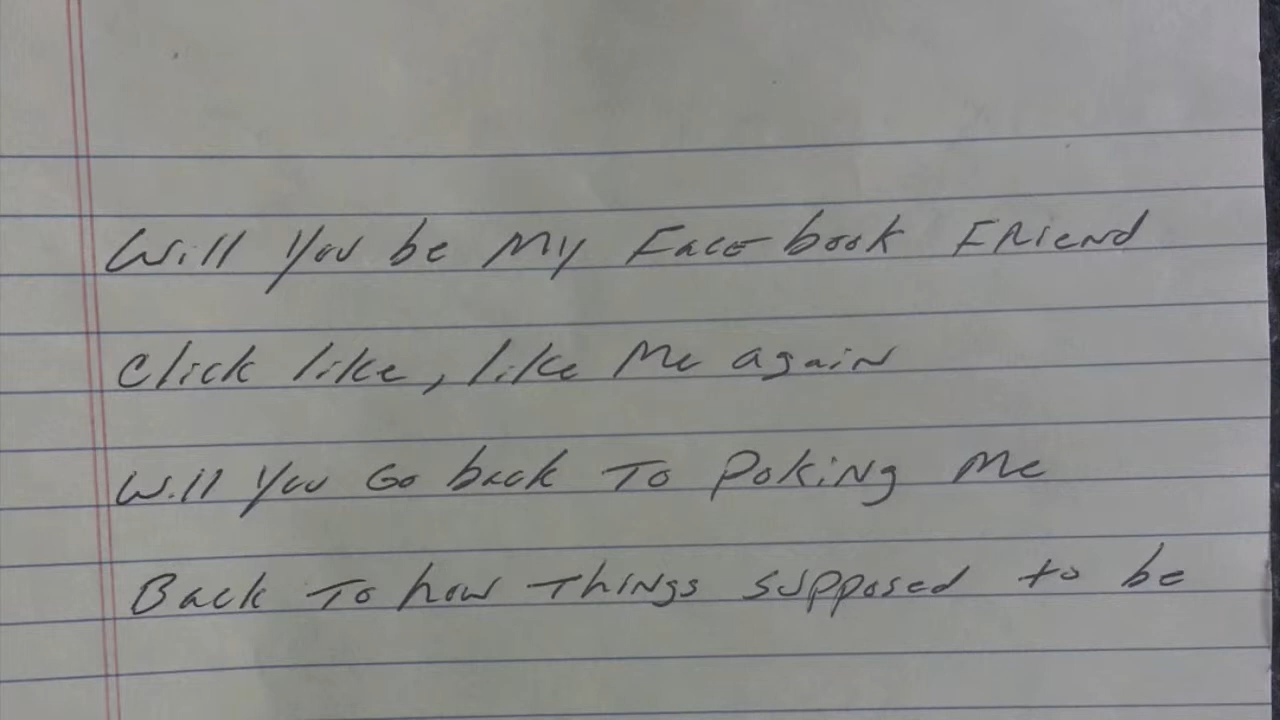 Will You be My Facebook Friend
Click like, like Me again
Will You Go back To Poking Me
Back To how Things supposed to be